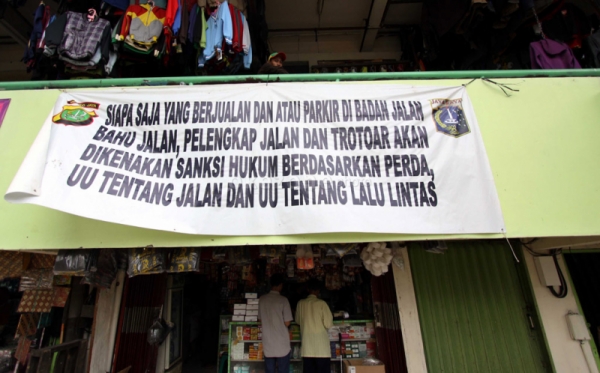 SIAPA SAJA YANG BERJUALAN DAN ATAU PARKIR DI BADAN JALAN
BAHU JALAN, PELENGKAP JALAN DAN TROTOAR AKAN
DIKENAKAN SANKSI HUKUM BERDASARKAN PERDA,
UU TENTANG JALAN DAN UU TENTANG LALU LINTAS